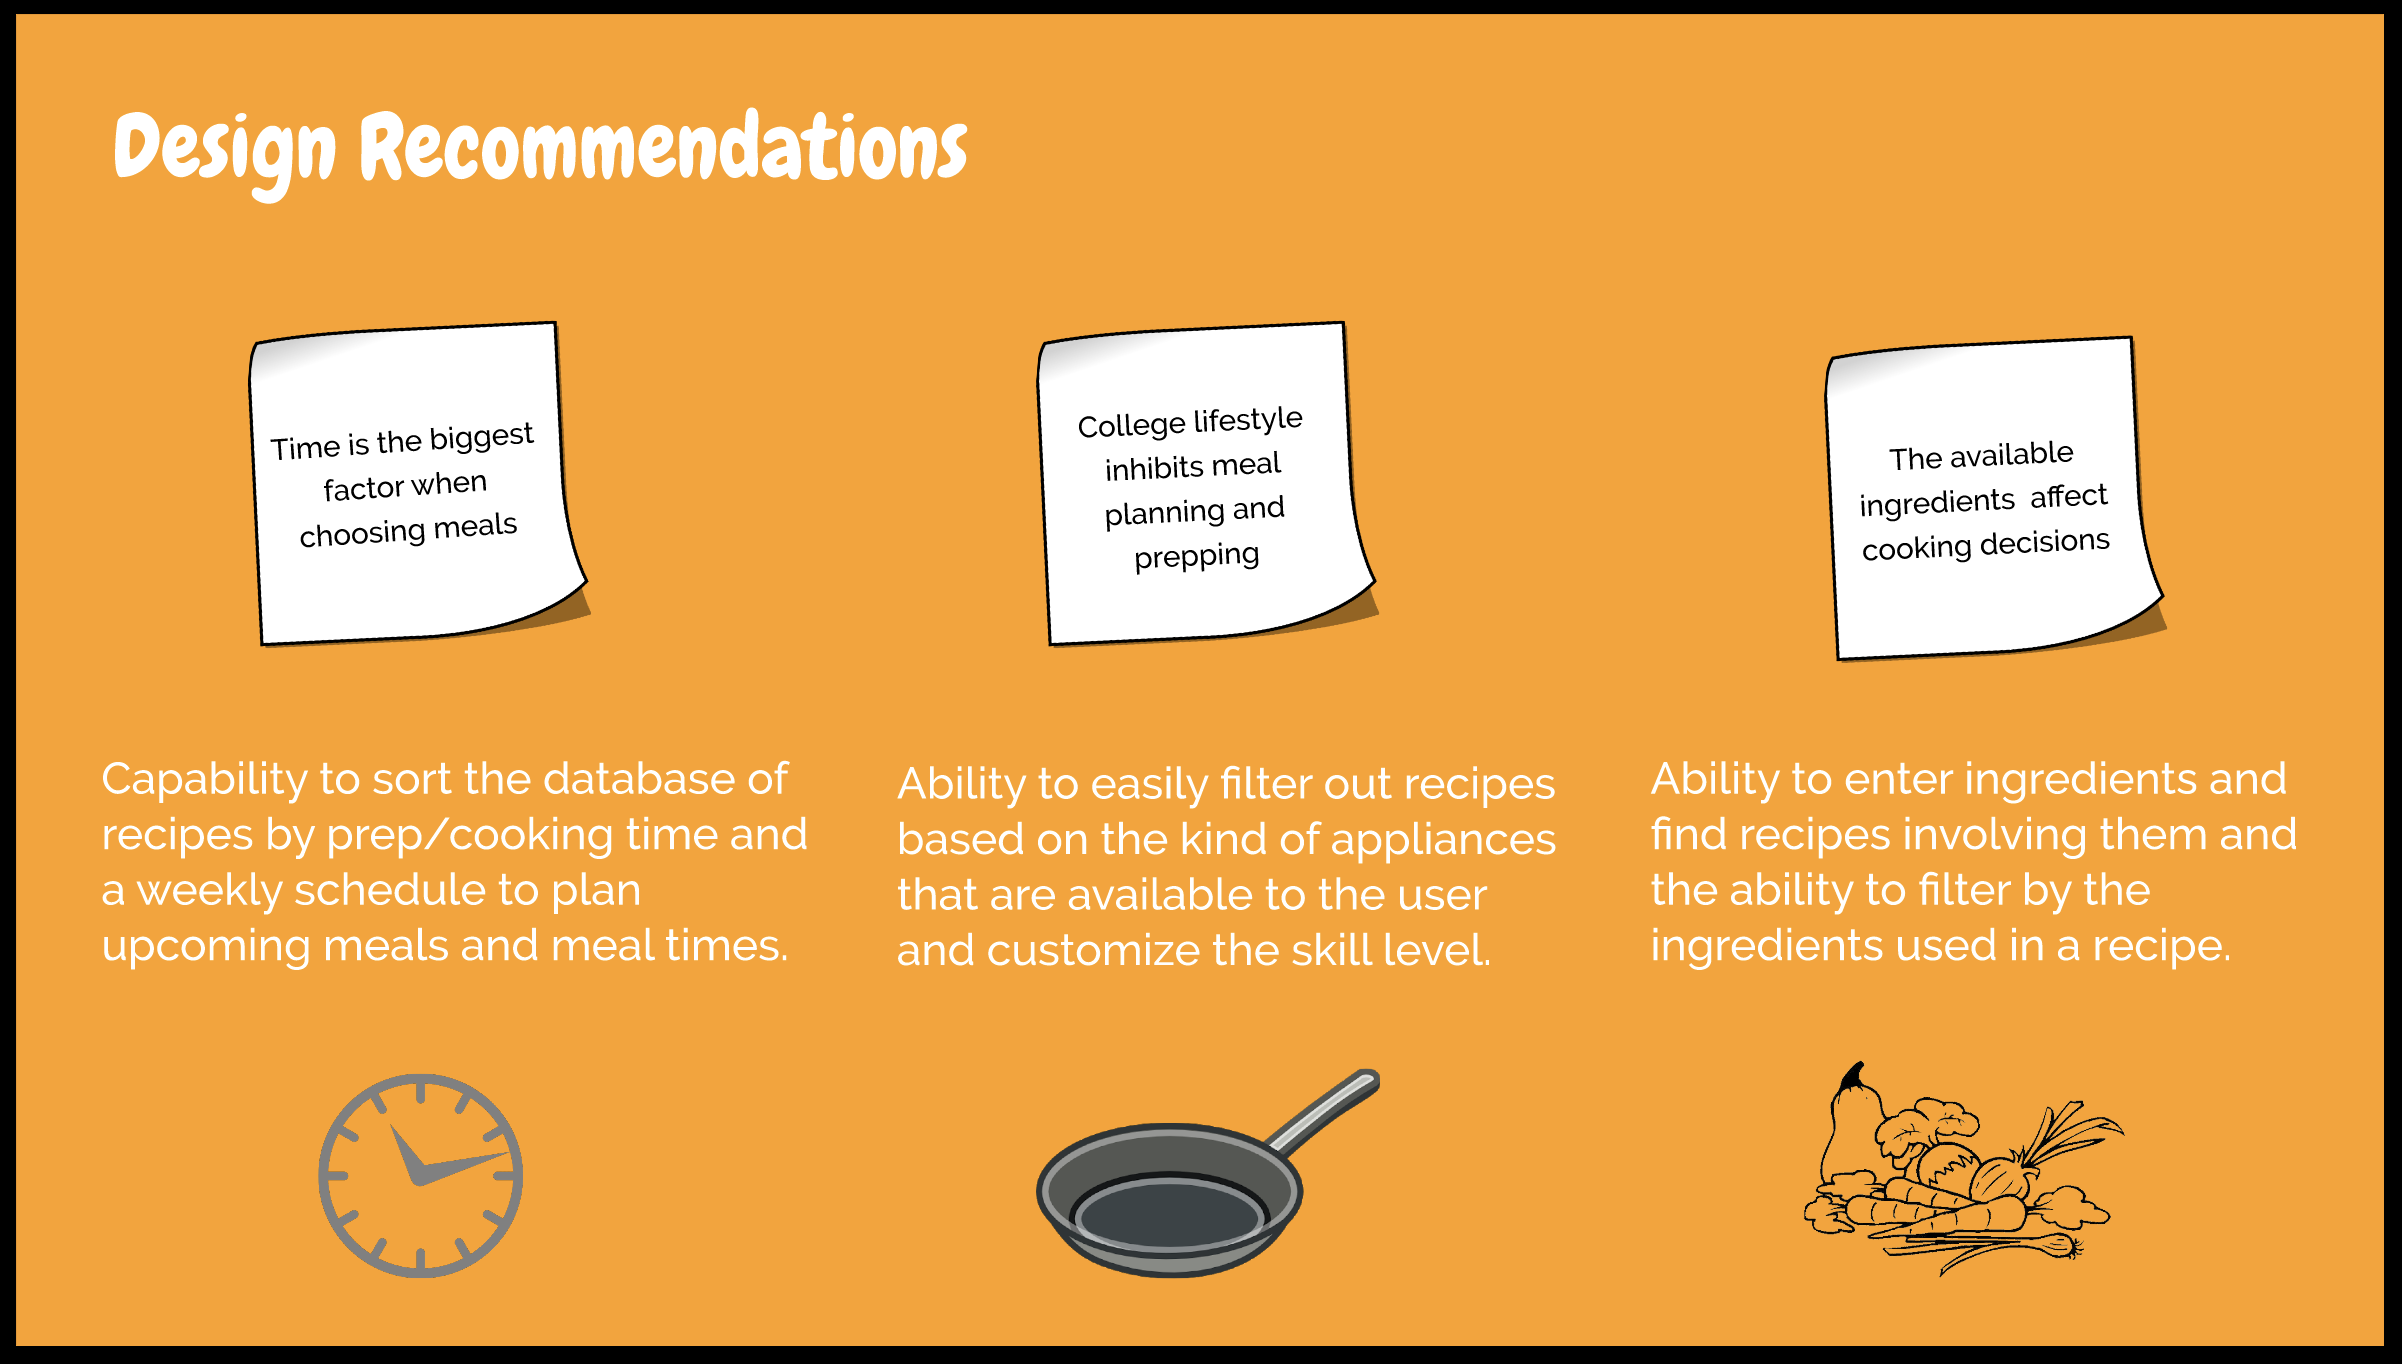 Design Recommendations
Time is the biggest
factor when
choosing meals
College lifestyle
inhibits meal
planning and
prepping
The available
ingredients  affect
cooking decisions
Capability to sort the database of
recipes by prep/cooking time and
a weekly schedule to plan
upcoming meals and meal times.
Ability to easily filter out recipes
based on the kind of appliances
that are available to the user
and customize the skill level.
Ability to enter ingredients and
find recipes involving them and
the ability to filter by the
ingredients used in a recipe.